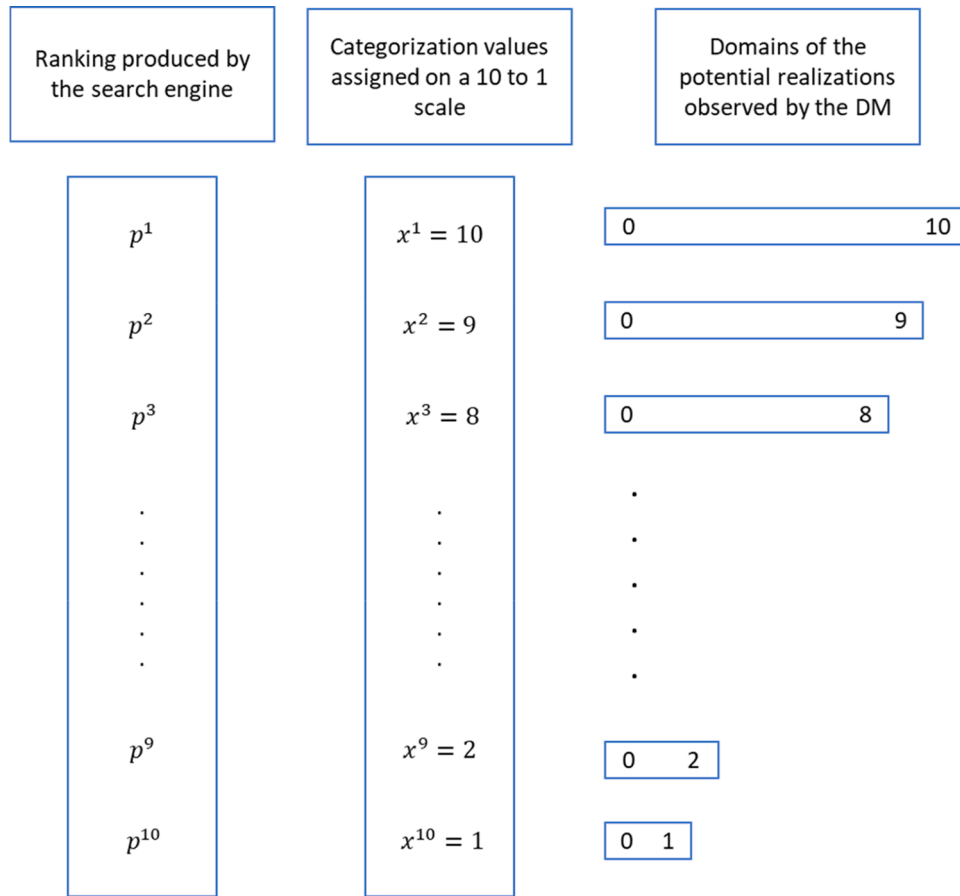 Ranking produced by
the search engine
Categorization values
assigned on a 10 to 1
scale
Domains of the
potential realizations
observed by the DM
p¹
x¹ = 10
0 10
p²
x² = 9
0 9
p³
x³ = 8
0 8
p⁹
x⁹ = 2
0 2
p¹⁰
x¹⁰ = 1
0 1